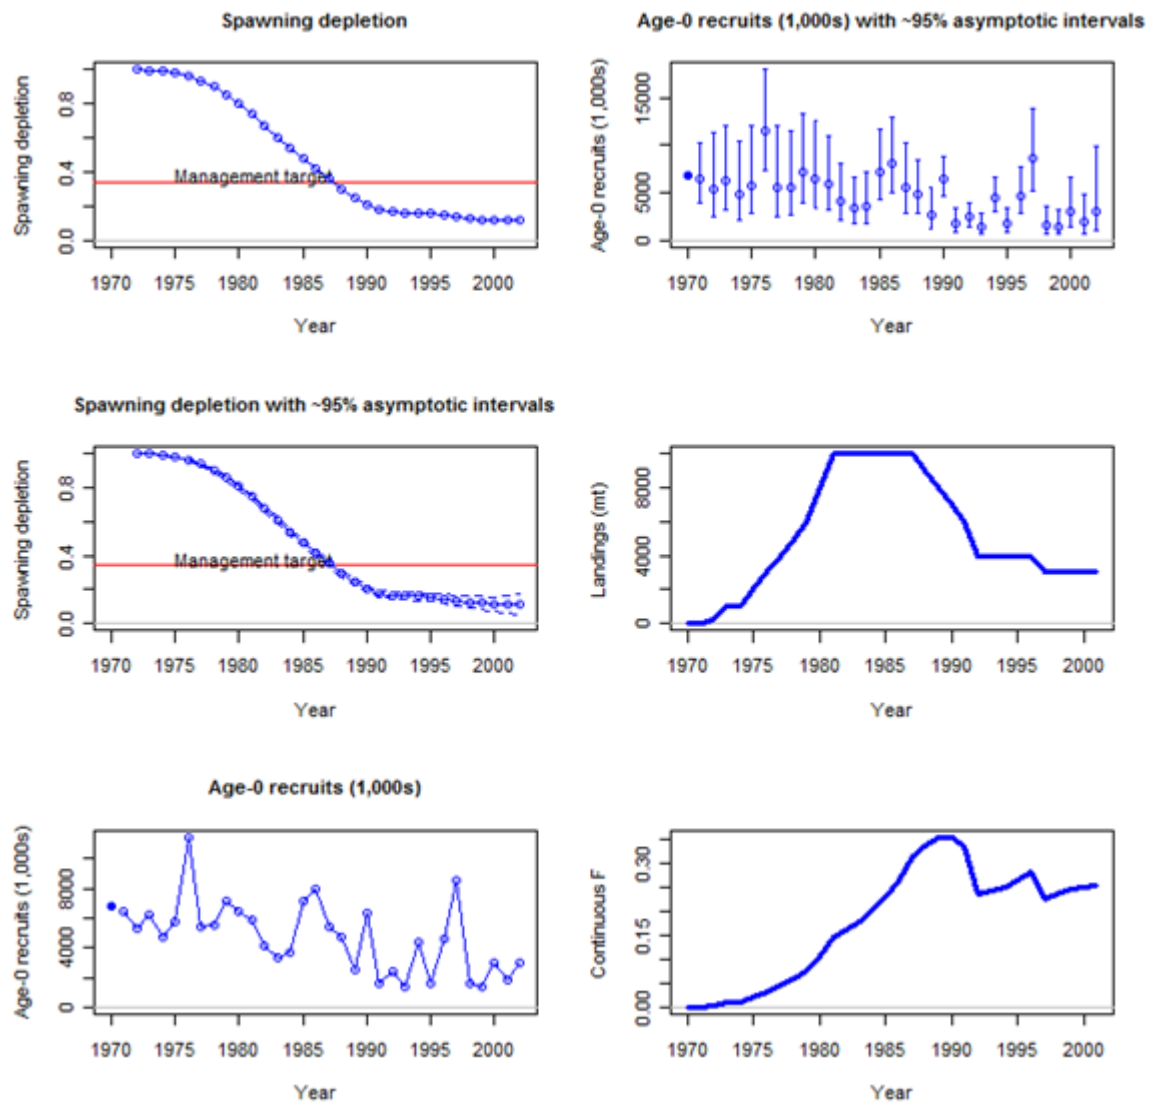 Spawning depletion
Age-0 recruits (1,000s) with ~95% asymptotic intervals
Spawning depletion
0.0 0.4 0.8
Management target
1970 1975 1980 1985 1990 1995 2000
Year
Age-0 recruits (1,000s)
0 5000 15000
1970 1975 1980 1985 1990 1995 2000
Year
Spawning depletion with ~95% asymptotic intervals
Spawning depletion
0.0 0.4 0.8
Management target
1970 1975 1980 1985 1990 1995 2000
Year
Landings (mt)
0 4000 8000
1970 1975 1980 1985 1990 1995 2000
Year
Age-0 recruits (1,000s)
Age-0 recruits (1,000s)
0 4000 8000
1970 1975 1980 1985 1990 1995 2000
Year
Continuous F
0.00 0.15 0.30
1970 1975 1980 1985 1990 1995 2000
Year